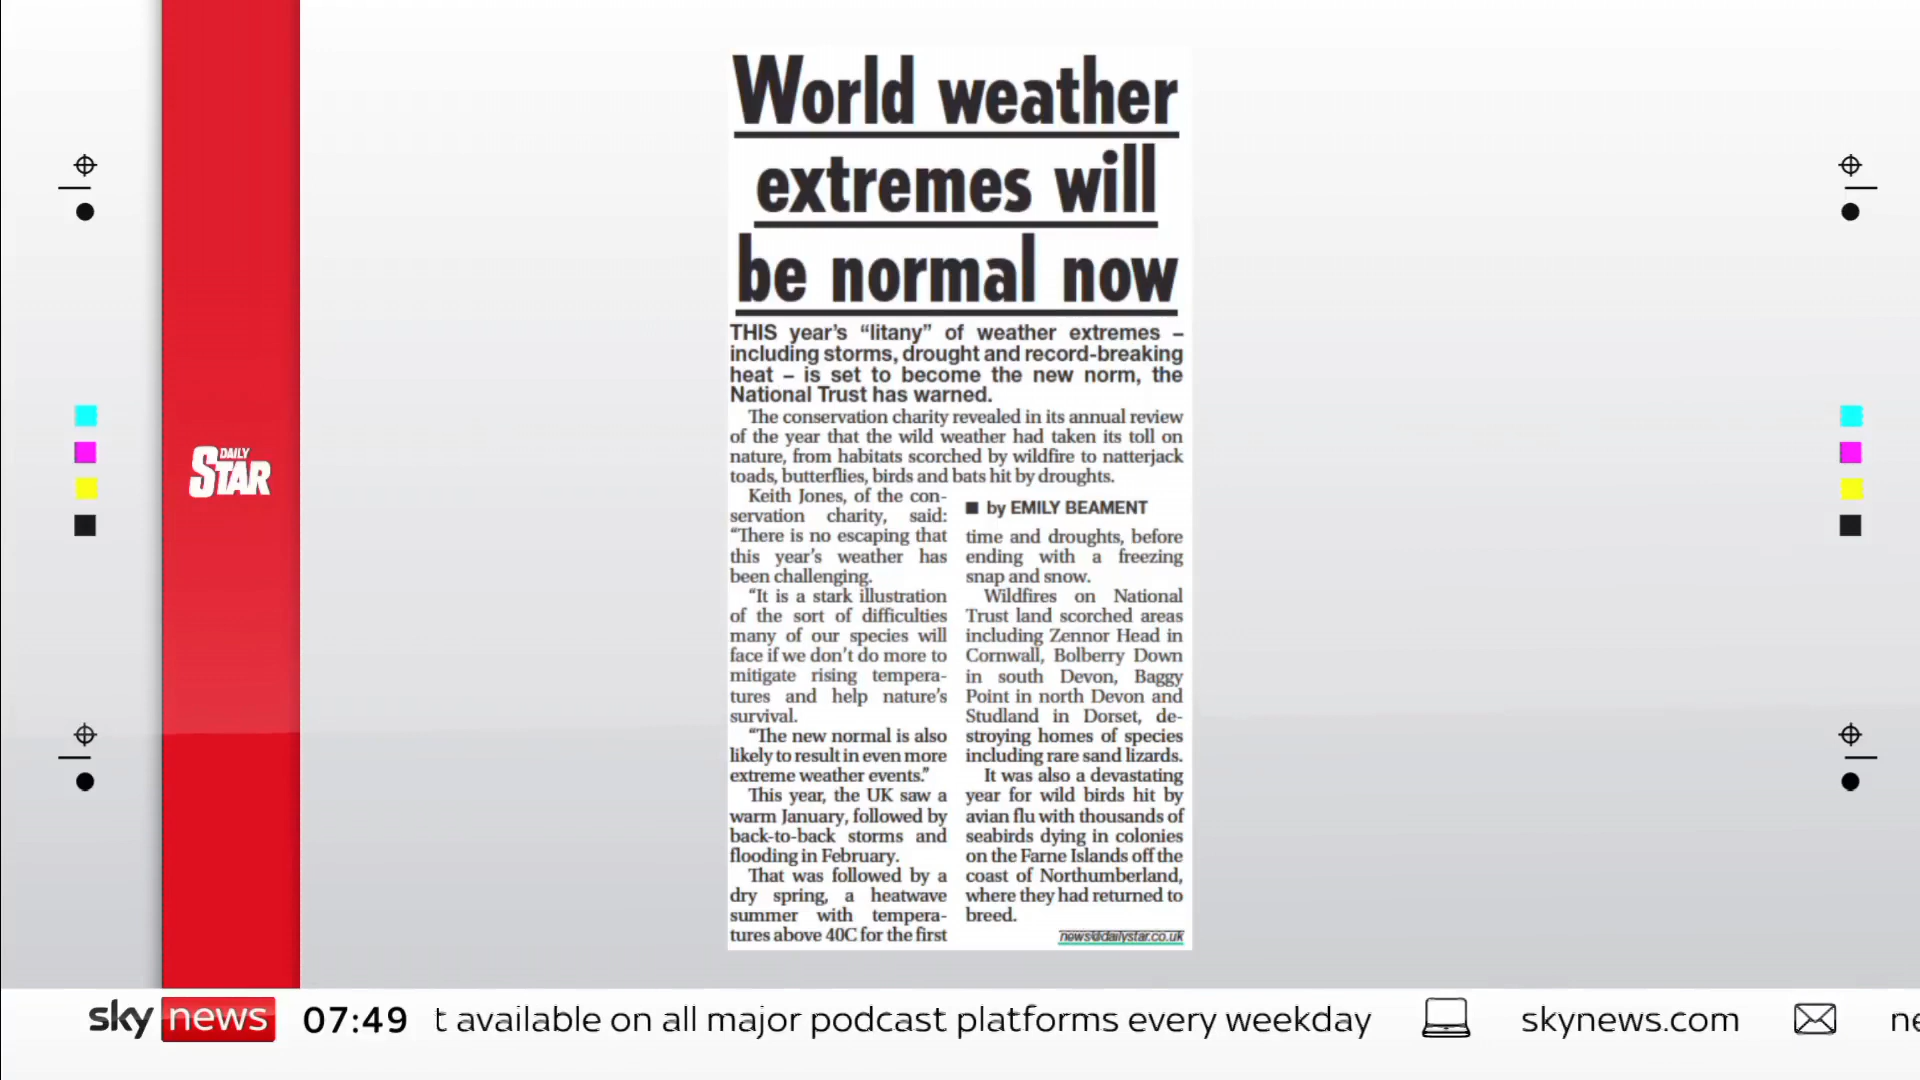 World weather
extremes will
be normal now
THIS year's “litany” of weather extremes –
including storms, drought and record-breaking
heat – is set to become the new norm, the
National Trust has warned.
The conservation charity revealed in its annual review
of the year that the wild weather had taken its toll on
nature, from habitats scorched by wildfire to natterjack
toads, butterflies, birds and bats hit by droughts.
Keith Jones, of the con-
servation charity, said:
“There is no escaping that
this year's weather has
been challenging.
“It is a stark illustration
of the sort of difficulties
many of our species will
face if we don't do more to
mitigate rising tempera-
tures and help nature's
survival.
“The new normal is also
likely to result in even more
extreme weather events.”
This year, the UK saw a
warm January, followed by
back-to-back storms and
flooding in February.
That was followed by a
dry spring, a heatwave
summer with tempera-
tures above 40C for the first
■ by EMILY BEAMENT
time and droughts, before
ending with a freezing
snap and snow.
Wildfires on National
Trust land scorched areas
including Zennor Head in
Cornwall, Bolberry Down
in south Devon, Baggy
Point in north Devon and
Studland in Dorset, de-
stroying homes of species
including rare sand lizards.
It was also a devastating
year for wild birds hit by
avian flu with thousands of
seabirds dying in colonies
on the Farne Islands off the
coast of Northumberland,
where they had returned to
breed.
news@dailystar.co.uk
DAILY
STAR
sky news 07:49 t available on all major podcast platforms every weekday skynews.com ne